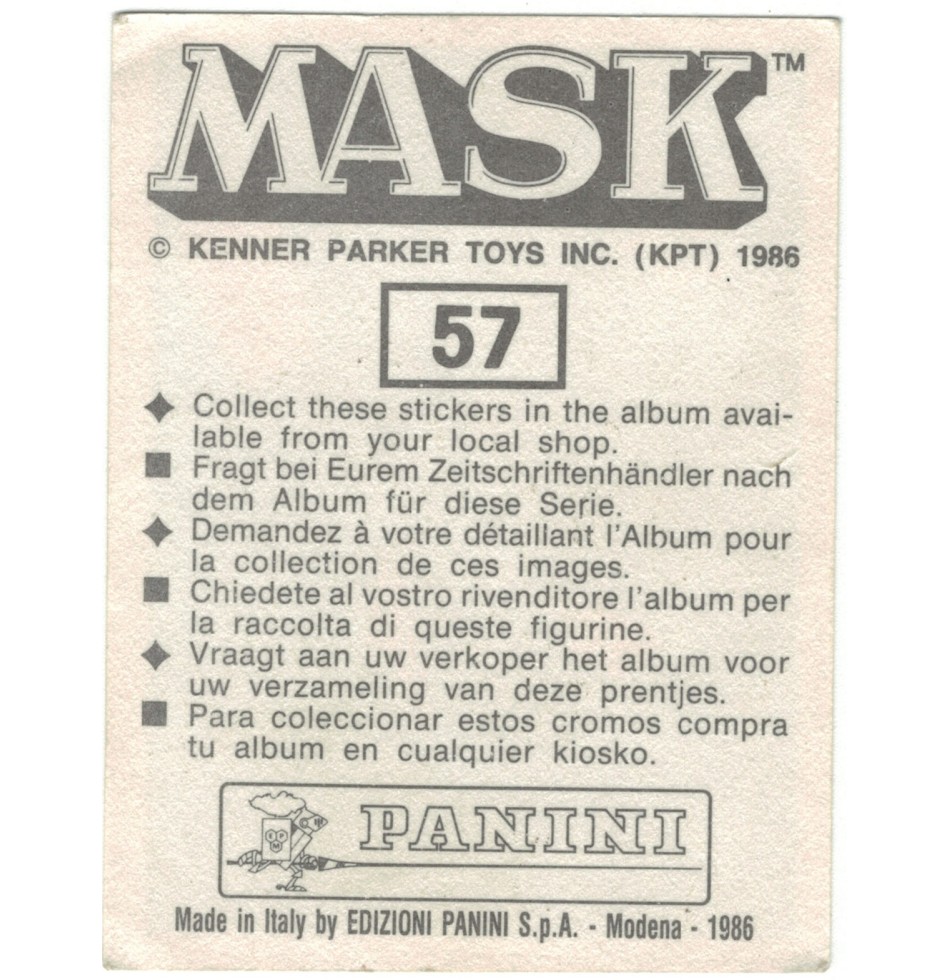 MASK™
© KENNER PARKER TOYS INC. (KPT) 1986
57
Collect these stickers in the album avai-
lable from your local shop.
Fragt bei Eurem Zeitschriftenhändler nach
dem Album für diese Serie.
Demandez à votre détaillant l'Album pour
la collection de ces images.
Chiedete al vostro rivenditore l'album per
la raccolta di queste figurine.
Vraagt aan uw verkoper het album voor
uw verzameling van deze prentjes.
Para coleccionar estos cromos compra
tu album en cualquier kiosko.
PANINI
Made in Italy by EDIZIONI PANINI S.p.A. - Modena - 1986